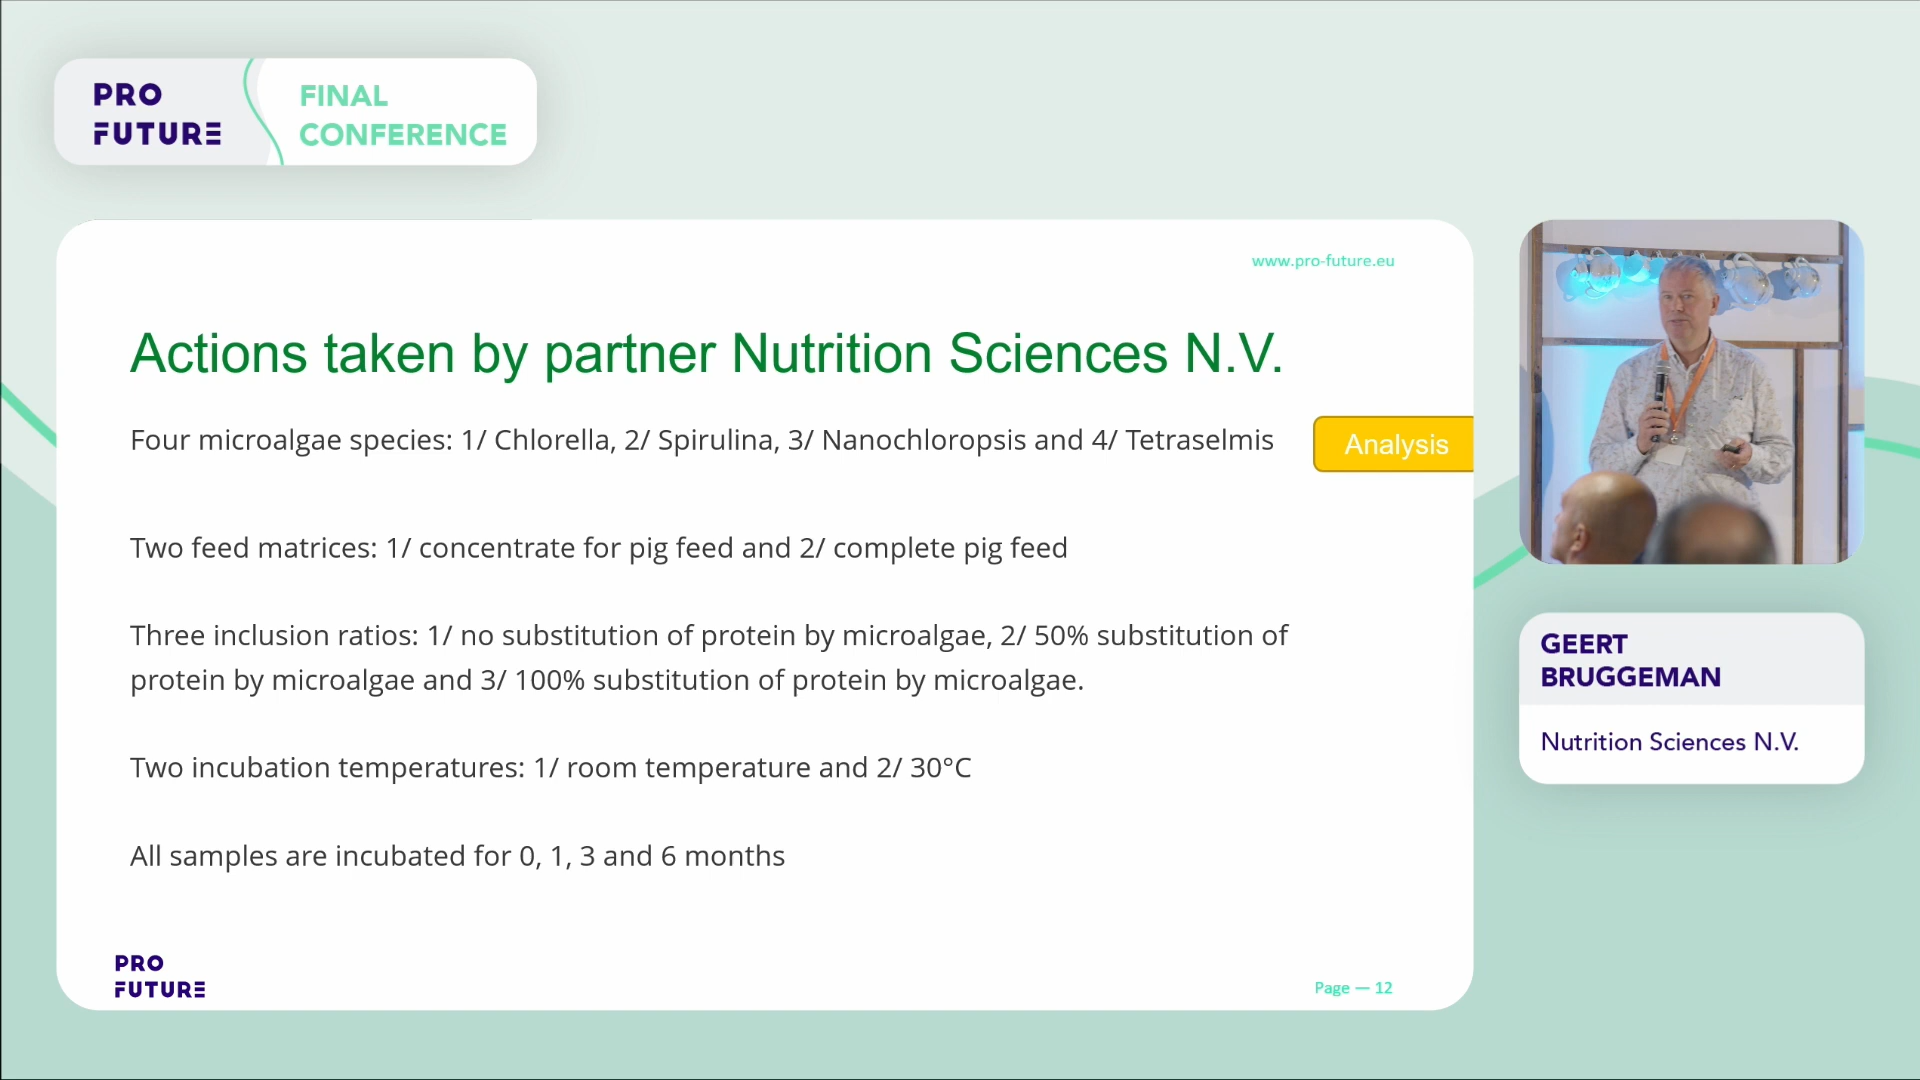 PRO
FUTURE
FINAL
CONFERENCE
www.pro-future.eu
Actions taken by partner Nutrition Sciences N.V.
Four microalgae species: 1/ Chlorella, 2/ Spirulina, 3/ Nanochloropsis and 4/ Tetraselmis
Analysis
Two feed matrices: 1/ concentrate for pig feed and 2/ complete pig feed
Three inclusion ratios: 1/ no substitution of protein by microalgae, 2/ 50% substitution of
protein by microalgae and 3/ 100% substitution of protein by microalgae.
Two incubation temperatures: 1/ room temperature and 2/ 30°C
All samples are incubated for 0, 1, 3 and 6 months
PRO
FUTURE
Page — 12
GEERT
BRUGGEMAN
Nutrition Sciences N.V.